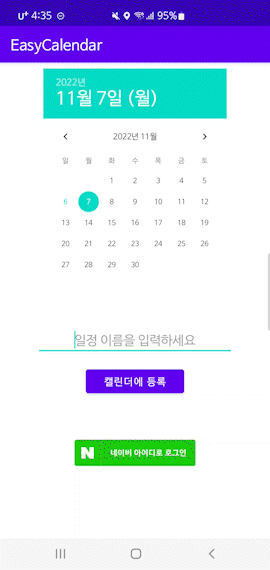 U+ 4:35 95%
EasyCalendar
2022년
11월 7일 (월)
2022년 11월
일 월 화 수 목 금 토
1 2 3 4 5
6 7 8 9 10 11 12
13 14 15 16 17 18 19
20 21 22 23 24 25 26
27 28 29 30
일정 이름을 입력하세요
캘린더에 등록
N 네이버 아이디로 로그인